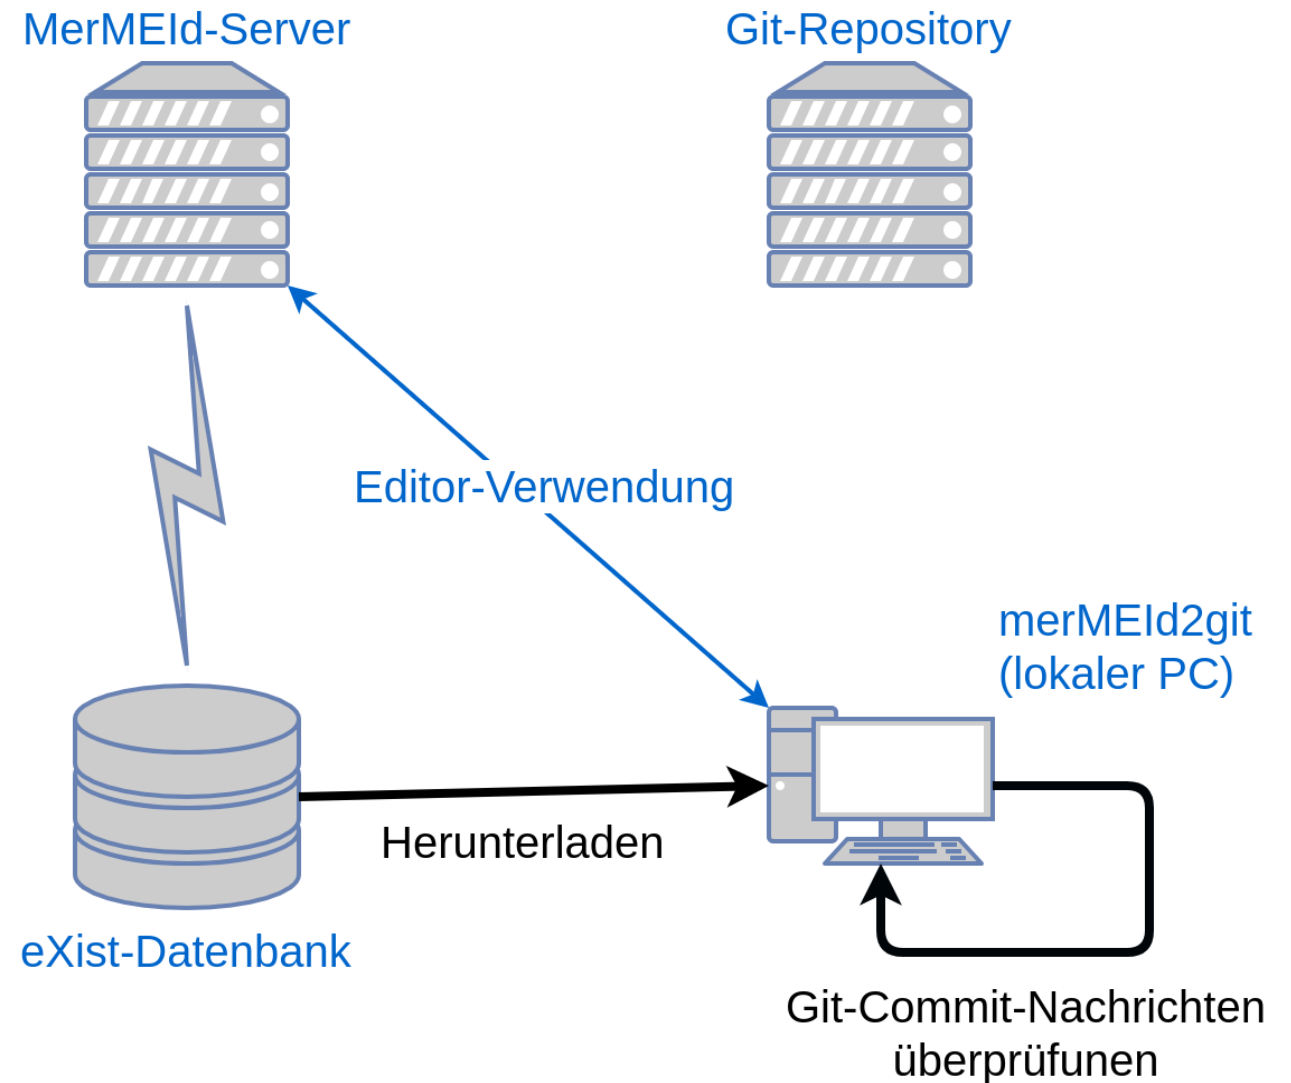 MerMEId-Server
Git-Repository
Editor-Verwendung
merMEId2git
(lokaler PC)
Herunterladen
eXist-Datenbank
Git-Commit-Nachrichten
überprüfunen